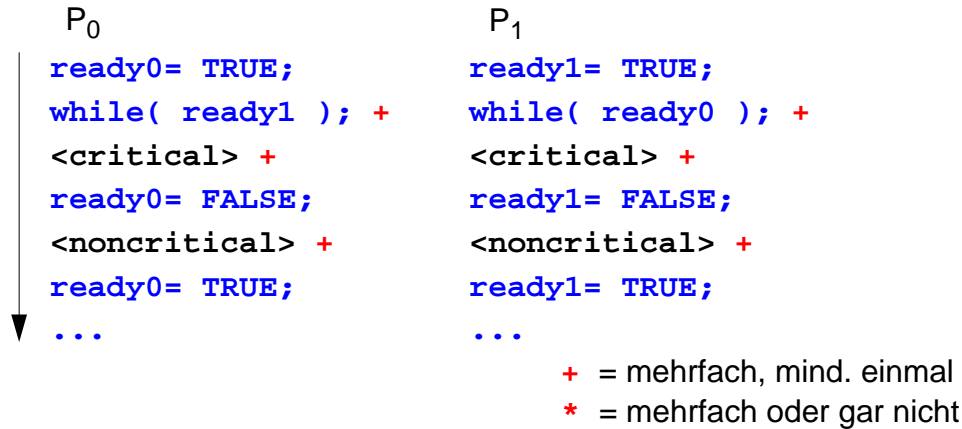 P0 P1
ready0= TRUE; ready1= TRUE;
while( ready1 ); + while( ready0 ); +
<critical> + <critical> +
ready0= FALSE; ready1= FALSE;
<noncritical> + <noncritical> +
ready0= TRUE; ready1= TRUE;
... ...
+ = mehrfach, mind. einmal
* = mehrfach oder gar nicht